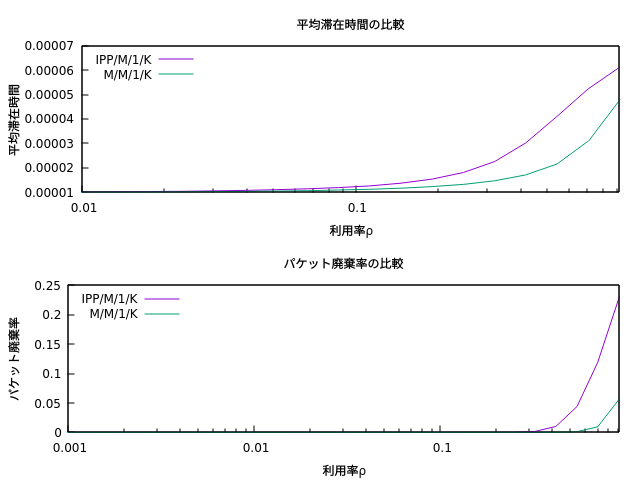 平均滞在時間の比較
0.00007
0.00006
0.00005
0.00004
0.00003
0.00002
0.00001
平均滞在時間
IPP/M/1/K
M/M/1/K
0.01
0.1
利用率ρ
パケット廃棄率の比較
0.25
0.2
0.15
0.1
0.05
0
パケット廃棄率
IPP/M/1/K
M/M/1/K
0.001
0.01
0.1
利用率ρ